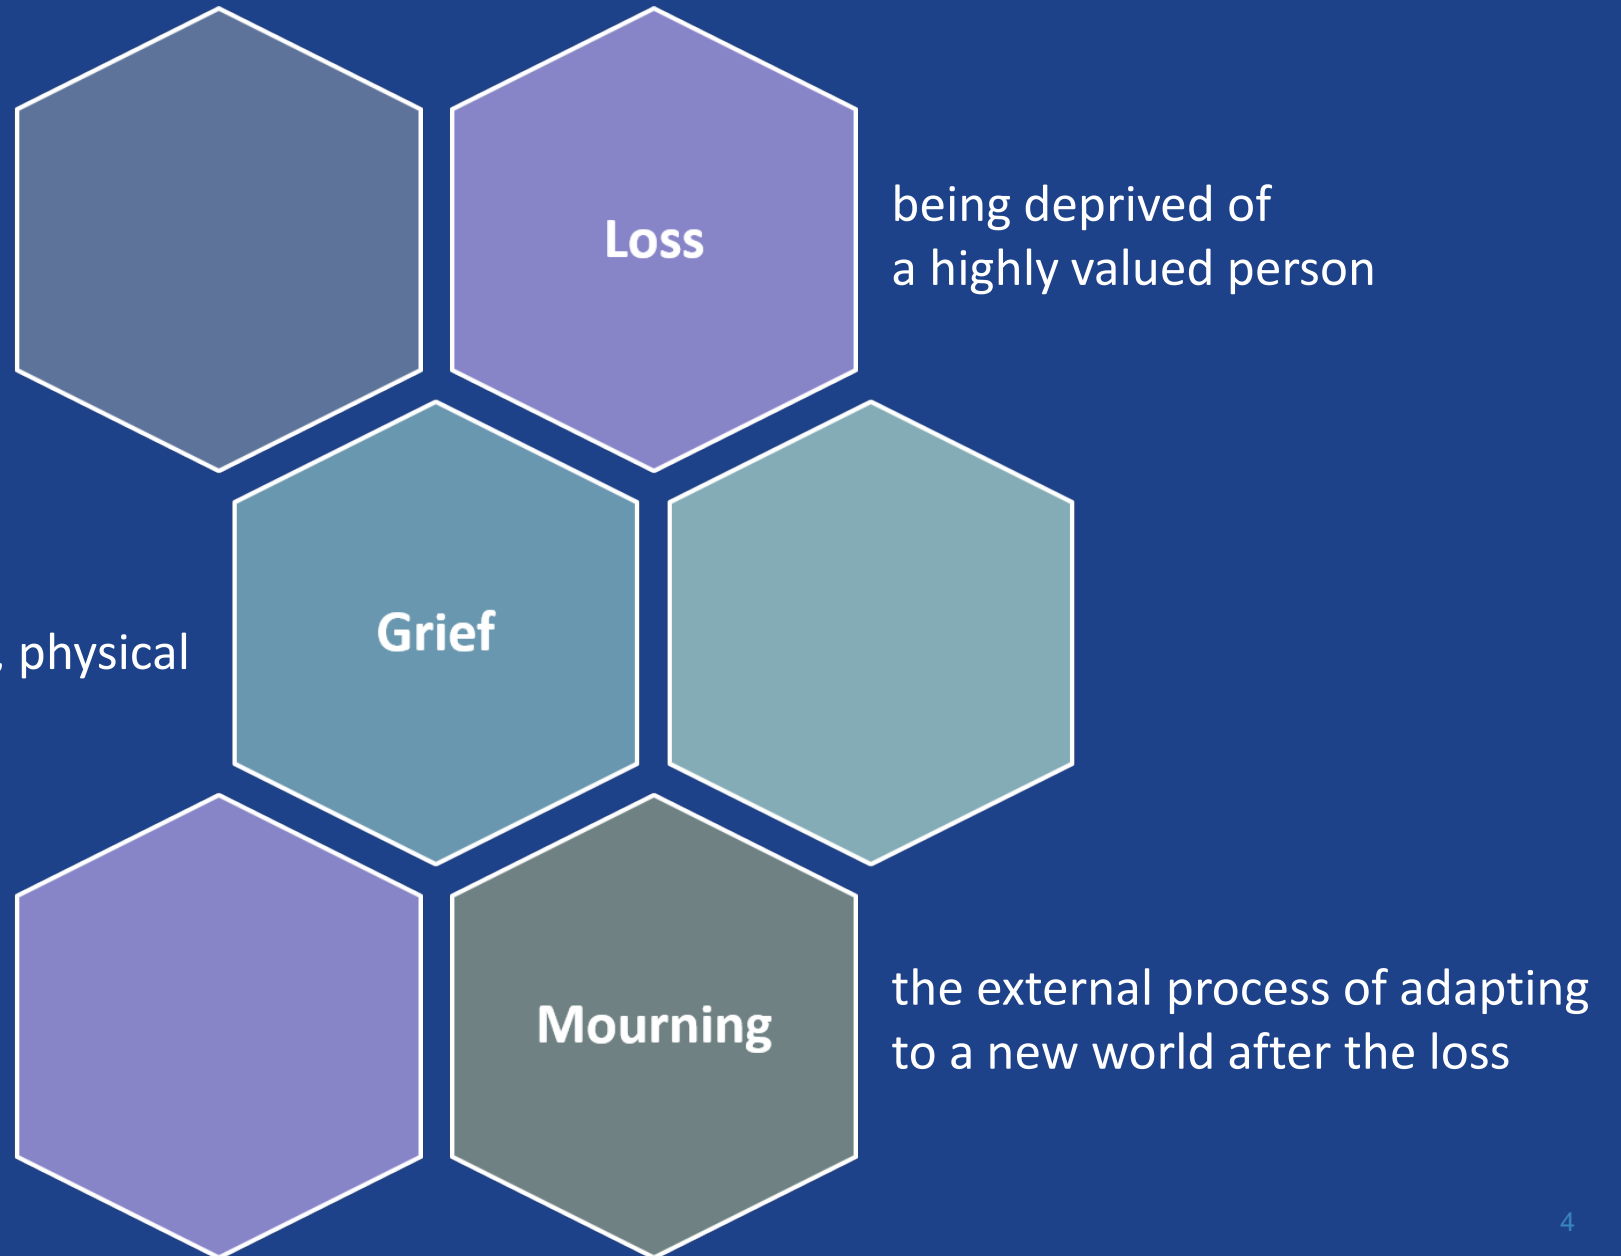 Loss
being deprived of
a highly valued person
, physical
Grief
Mourning
the external process of adapting
to a new world after the loss
4